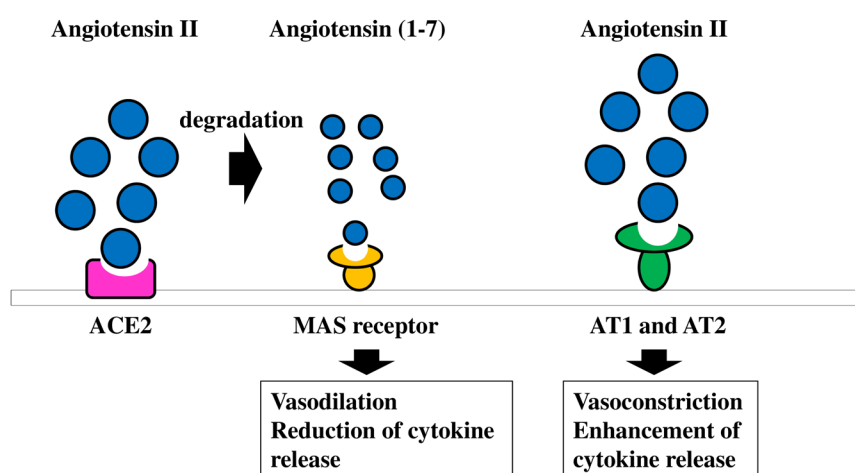 Angiotensin II
Angiotensin (1-7)
Angiotensin II
degradation
ACE2
MAS receptor
AT1 and AT2
Vasodilation
Reduction of cytokine
release
Vasoconstriction
Enhancement of
cytokine release